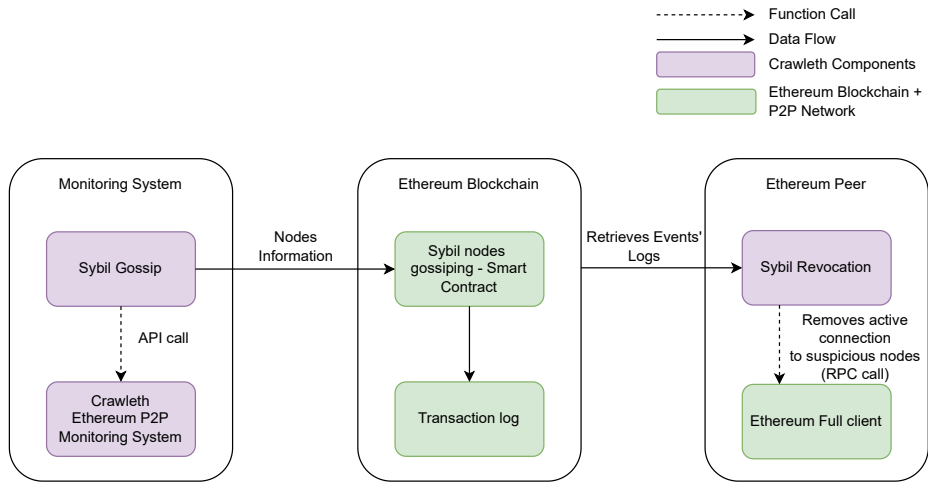 Function Call
Data Flow
Crawleth Components
Ethereum Blockchain +
P2P Network
Monitoring System
Sybil Gossip
API call
Crawleth
Ethereum P2P
Monitoring System
Nodes
Information
Ethereum Blockchain
Sybil nodes
gossiping - Smart
Contract
Transaction log
Retrieves Events'
Logs
Ethereum Peer
Sybil Revocation
Removes active
connection
to suspicious nodes
(RPC call)
Ethereum Full client